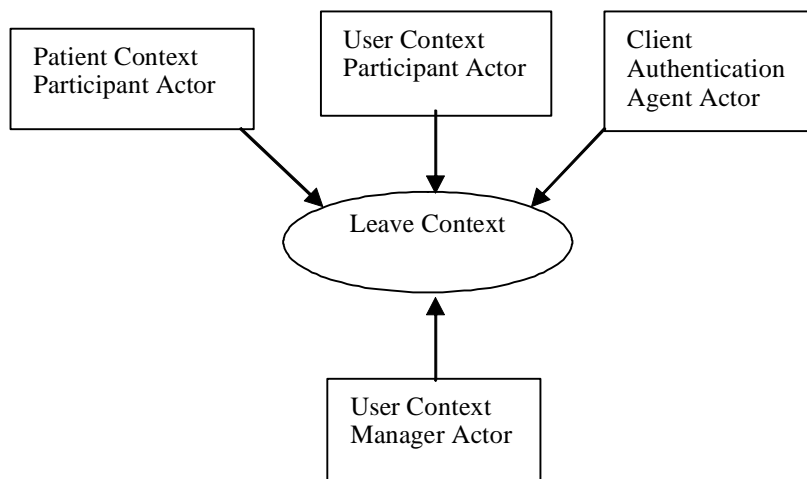 Patient Context
Participant Actor
User Context
Participant Actor
Client
Authentication
Agent Actor
Leave Context
User Context
Manager Actor